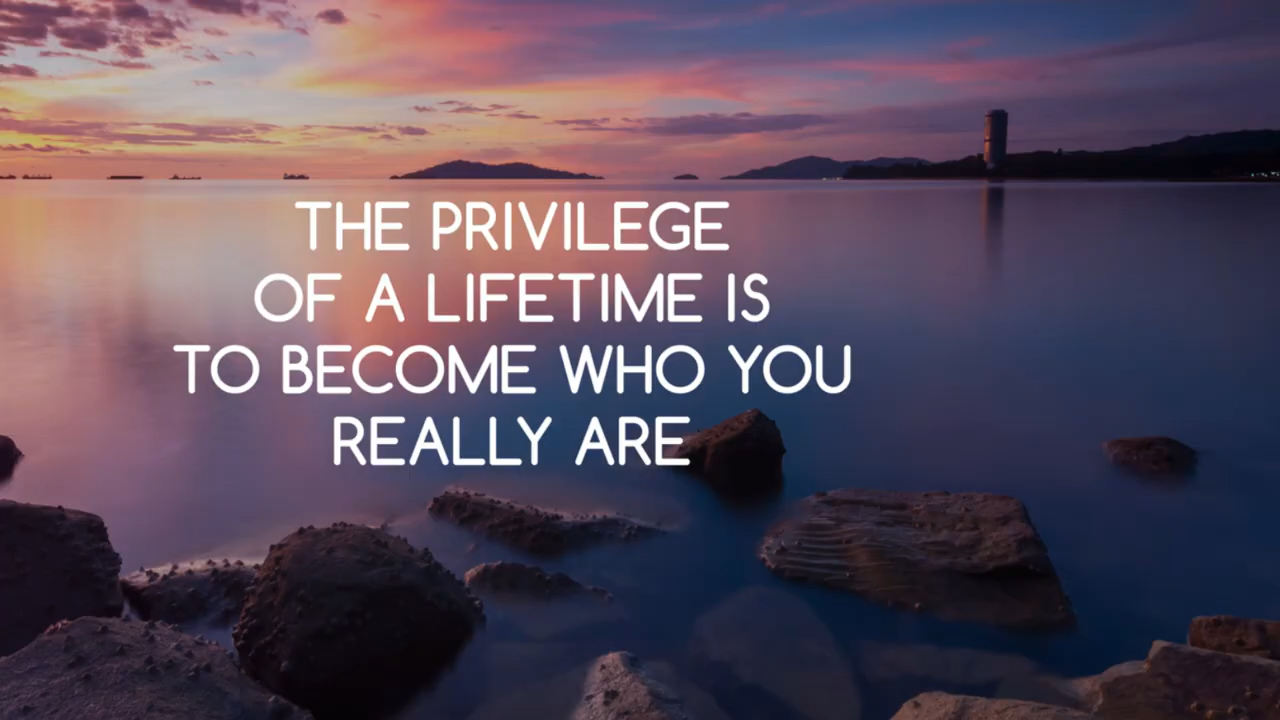 THE PRIVILEGE
OF A LIFETIME IS
TO BECOME WHO YOU
REALLY ARE